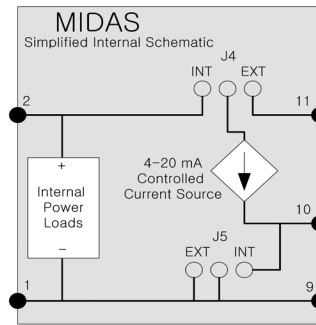 MIDAS
Simplified Internal Schematic
J4
INT EXT
2
11
+
Internal
Power
Loads
−
4-20 mA
Controlled
Current Source
10
J5
EXT INT
1
9